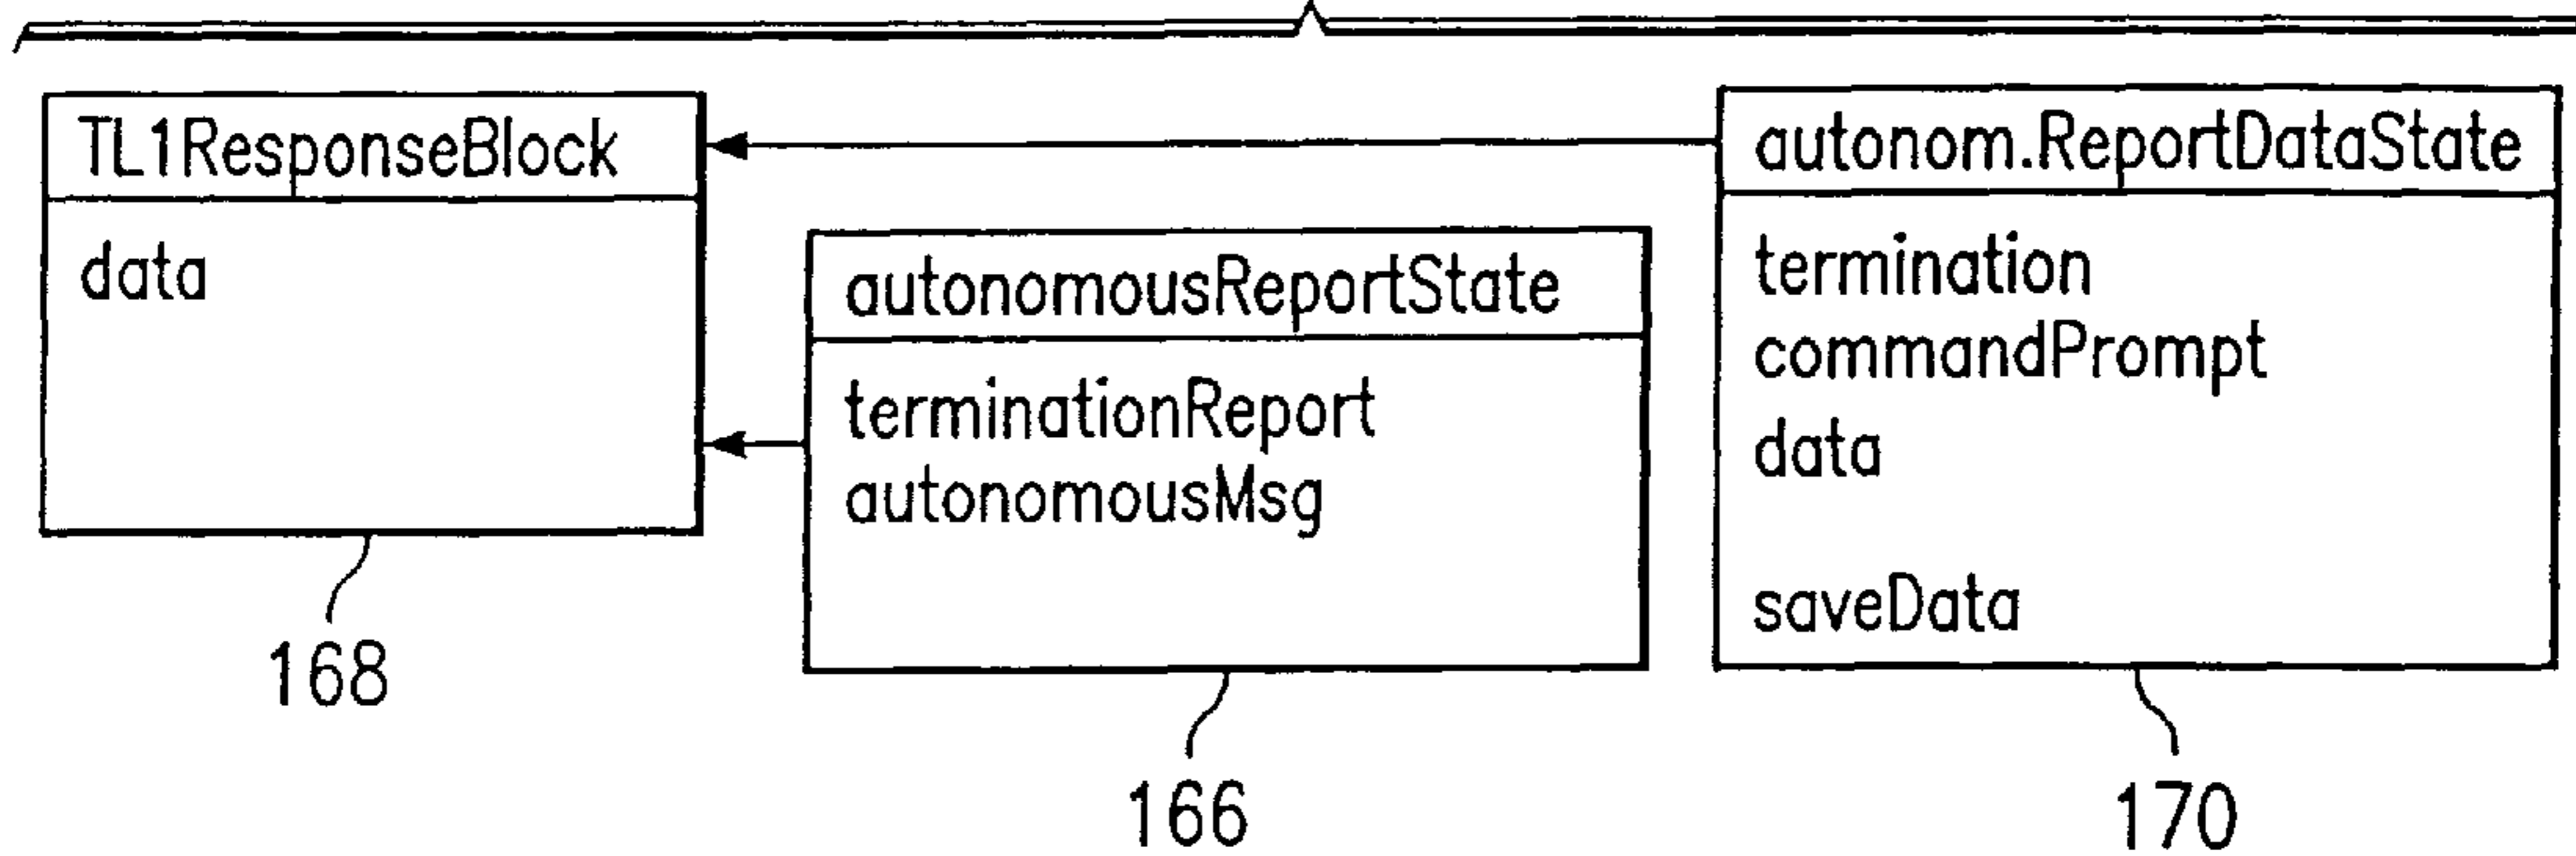 TL1ResponseBlock
data
168
autonomousReportState
terminationReport
autonomousMsg
166
autonom.ReportDataState
termination
commandPrompt
data
saveData
170